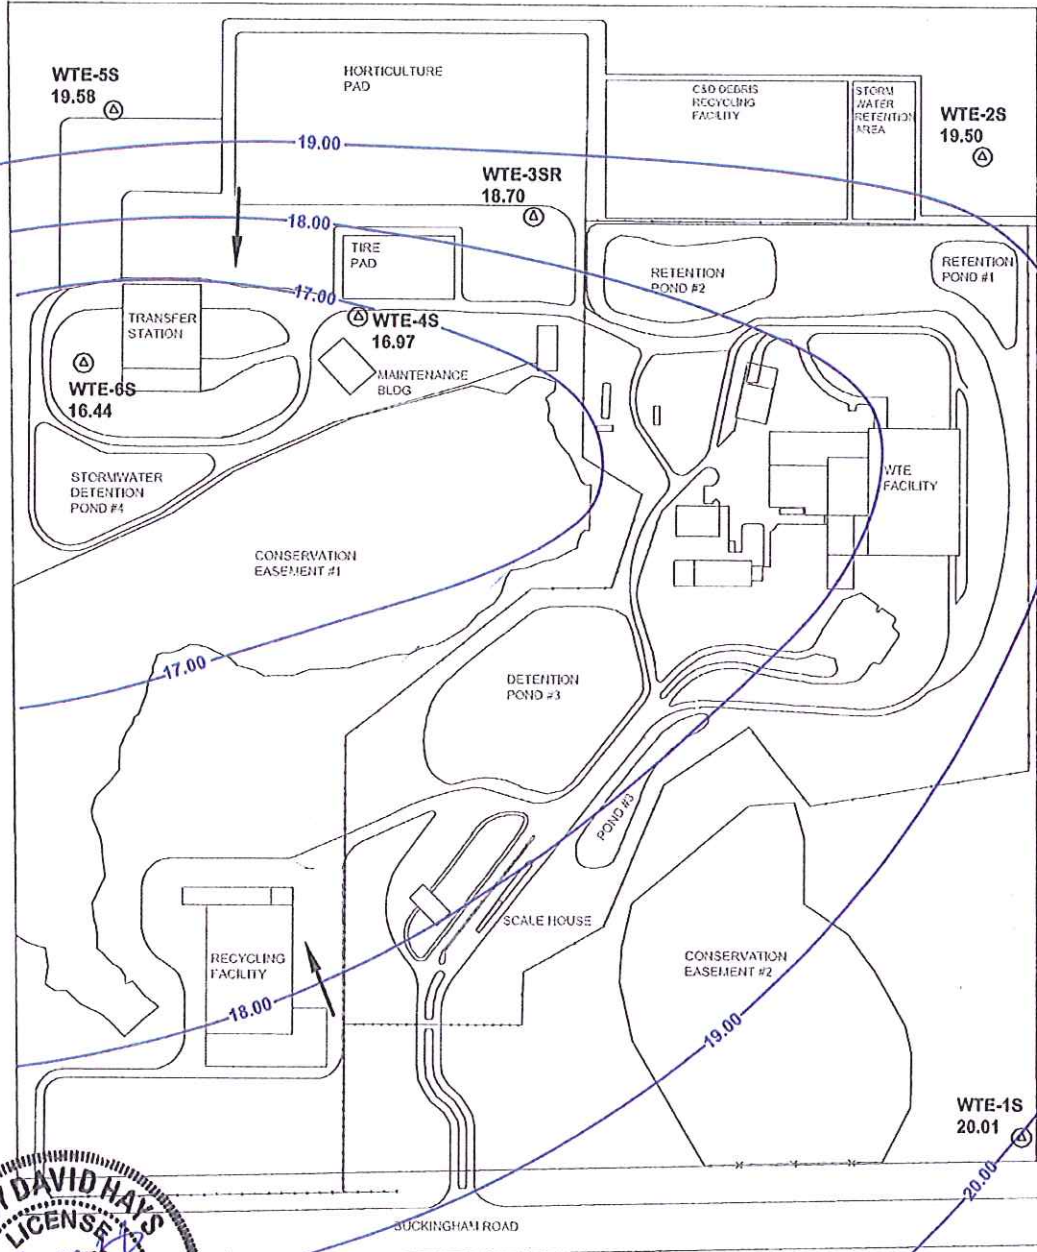 WTE-5S
19.58
HORTICULTURE
PAD
C&D DEBRIS
RECYCLING
FACILITY
STORM
WATER
RETENTION
AREA
WTE-2S
19.50
19.00
WTE-3SR
18.70
18.00
TIRE
PAD
RETENTION
POND #2
RETENTION
POND #1
17.00
TRANSFER
STATION
WTE-4S
16.97
WTE-6S
16.44
MAINTENANCE
BLDG
STORMWATER
DETENTION
POND #4
WTE
FACILITY
CONSERVATION
EASEMENT #1
17.00
DETENTION
POND #3
POND #3
SCALE HOUSE
RECYCLING
FACILITY
CONSERVATION
EASEMENT #2
18.00
19.00
WTE-1S
20.01
20.00
DAVID HAYS
LICENSE
BUCKINGHAM ROAD